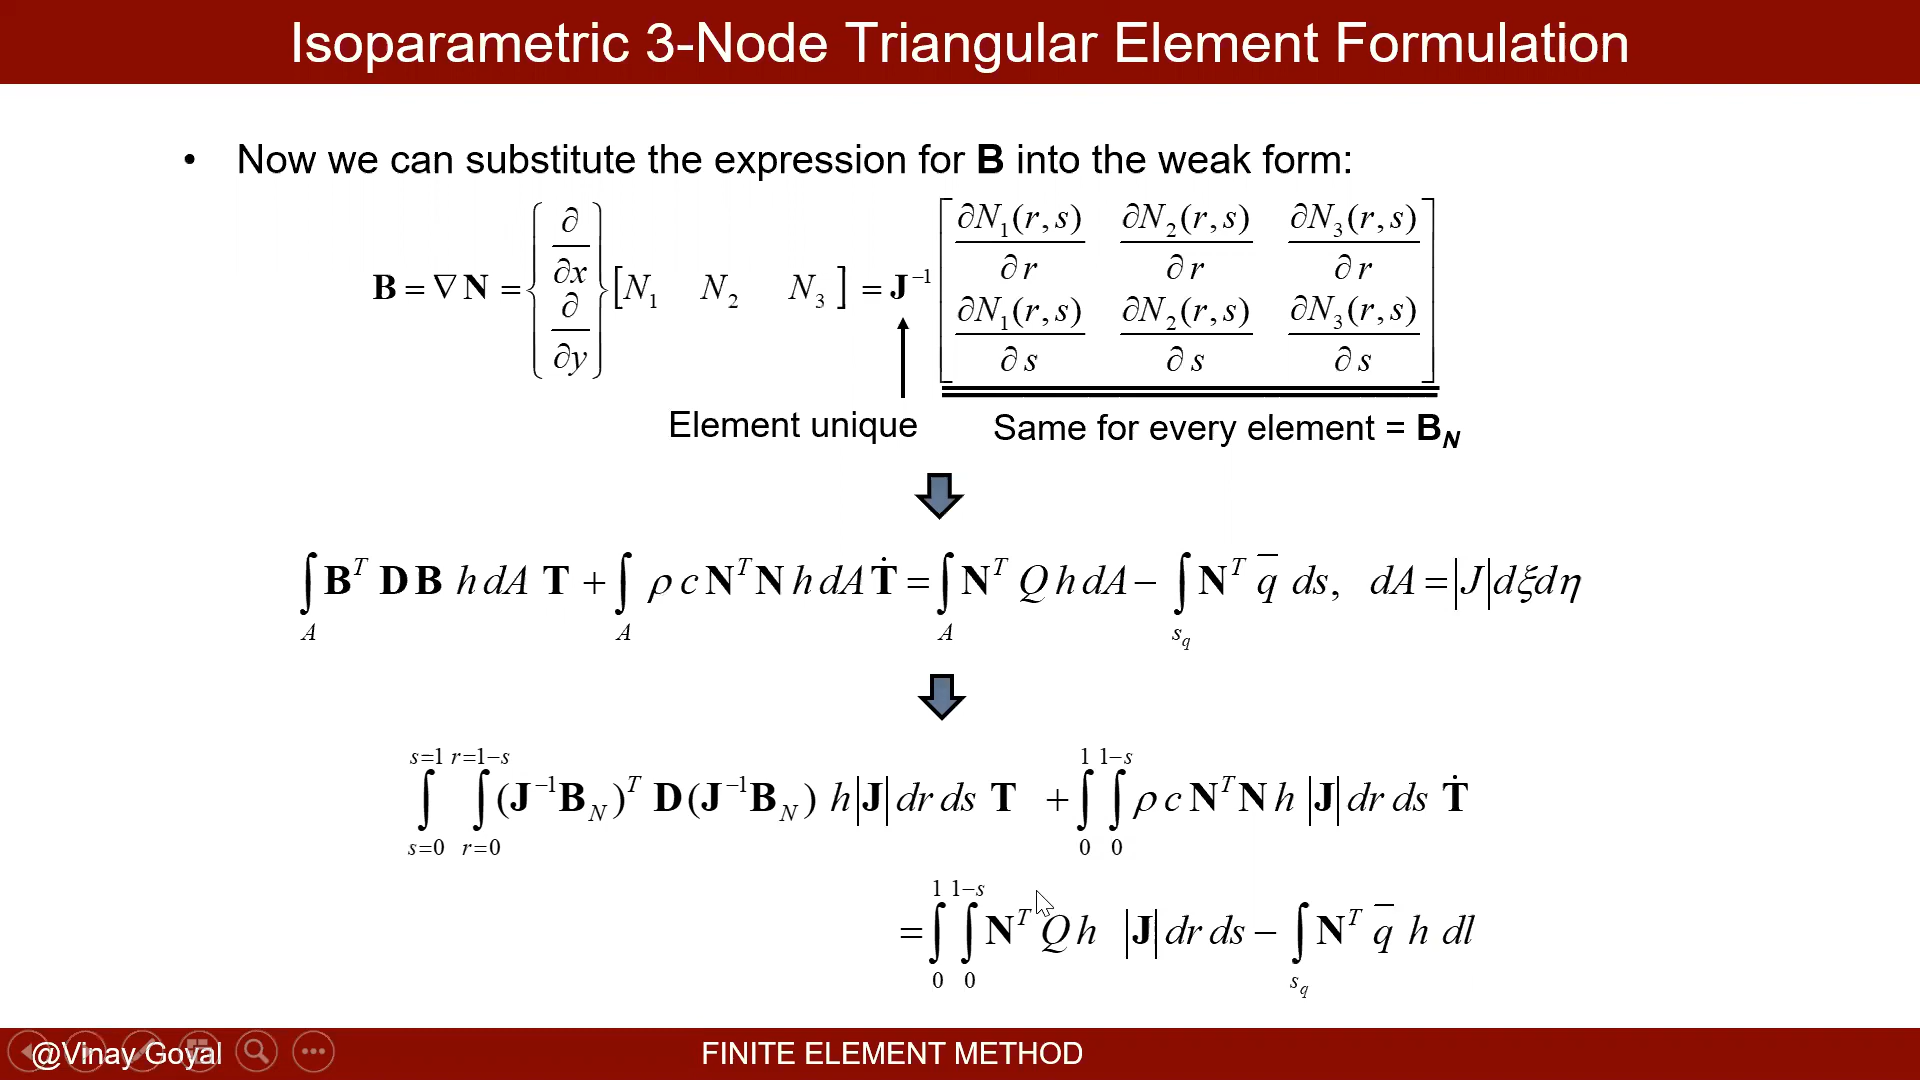 Isoparametric 3-Node Triangular Element Formulation
• Now we can substitute the expression for B into the weak form:
B = ∇N = {∂/∂x ∂/∂y} [N₁ N₂ N₃] = J⁻¹ [∂N₁(r,s)/∂r ∂N₂(r,s)/∂r ∂N₃(r,s)/∂r
∂N₁(r,s)/∂s ∂N₂(r,s)/∂s ∂N₃(r,s)/∂s]
Element unique
Same for every element = B_N
∫_A Bᵀ D B h dA T + ∫_A ρ c NᵀN h dA Ṫ = ∫_A Nᵀ Q h dA − ∫_{s_q} Nᵀ q̅ ds, dA = |J| dξdη
∫_{s=0}^{s=1} ∫_{r=0}^{r=1−s} (J⁻¹B_N)ᵀ D (J⁻¹B_N) h |J| dr ds T + ∫_0^1 ∫_0^{1−s} ρ c NᵀN h |J| dr ds Ṫ
= ∫_0^1 ∫_0^{1−s} Nᵀ Q h |J| dr ds − ∫_{s_q} Nᵀ q̅ h dl
@Vinay Goyal
FINITE ELEMENT METHOD